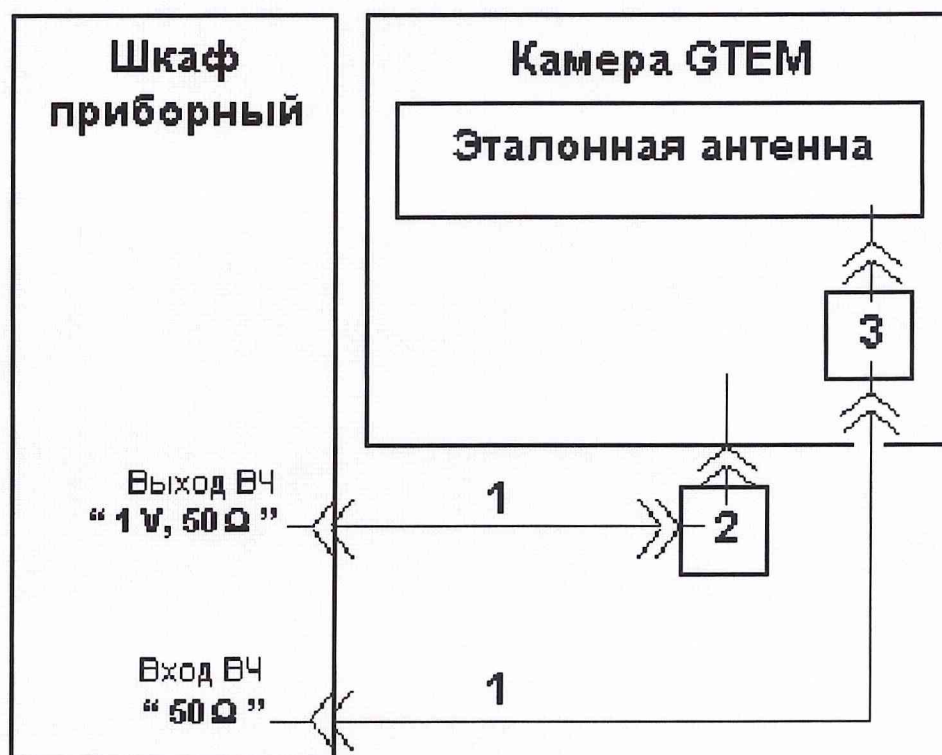 Шкаф
приборный
Камера GTEM
Эталонная антенна
3
Выход ВЧ
“ 1 V, 50 Ω ”
1
2
Вход ВЧ
“ 50 Ω ”
1